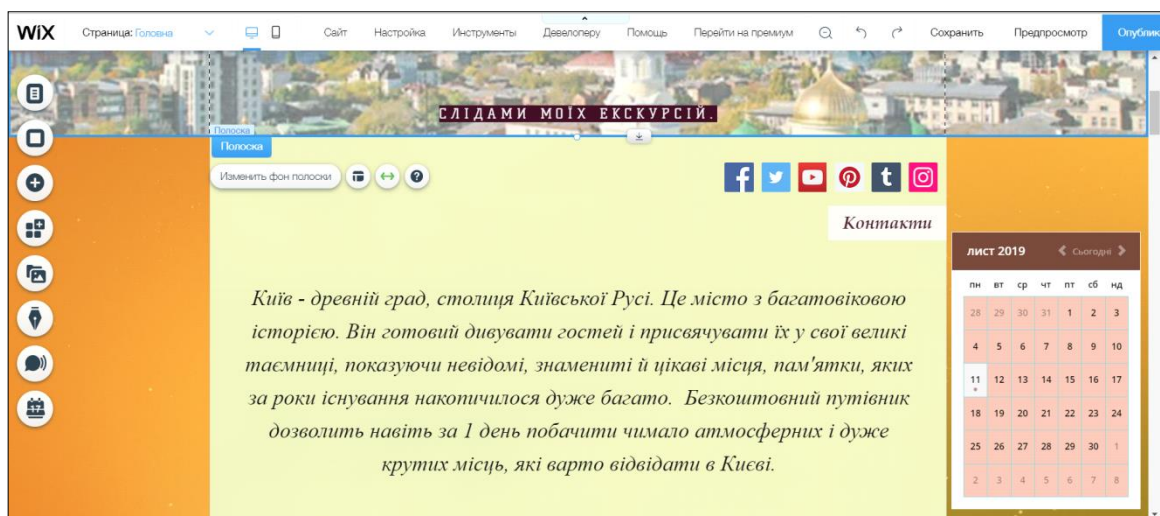 WiX Страница: Головна Сайт Настройка Инструменты Девелоперу Помощь Перейти на премиум Сохранить Предпросмотр Опублик
СЛІДАМИ МОЇХ ЕКСКУРСІЙ.
Полоска
Полоска
Изменить фон полоски
Контакти
Київ - древній град, столиця Київської Русі. Це місто з багатовіковою
історією. Він готовий дивувати гостей і присвячувати їх у свої великі
таємниці, показуючи невідомі, знамениті й цікаві місця, пам'ятки, яких
за роки існування накопичилося дуже багато. Безкоштовний путівник
дозволить навіть за 1 день побачити чимало атмосферних і дуже
крутих місць, які варто відвідати в Києві.
лист 2019 Сьогодні
пн вт ср чт пт сб нд
28 29 30 31 1 2 3
4 5 6 7 8 9 10
11 12 13 14 15 16 17
18 19 20 21 22 23 24
25 26 27 28 29 30 1
2 3 4 5 6 7 8
17